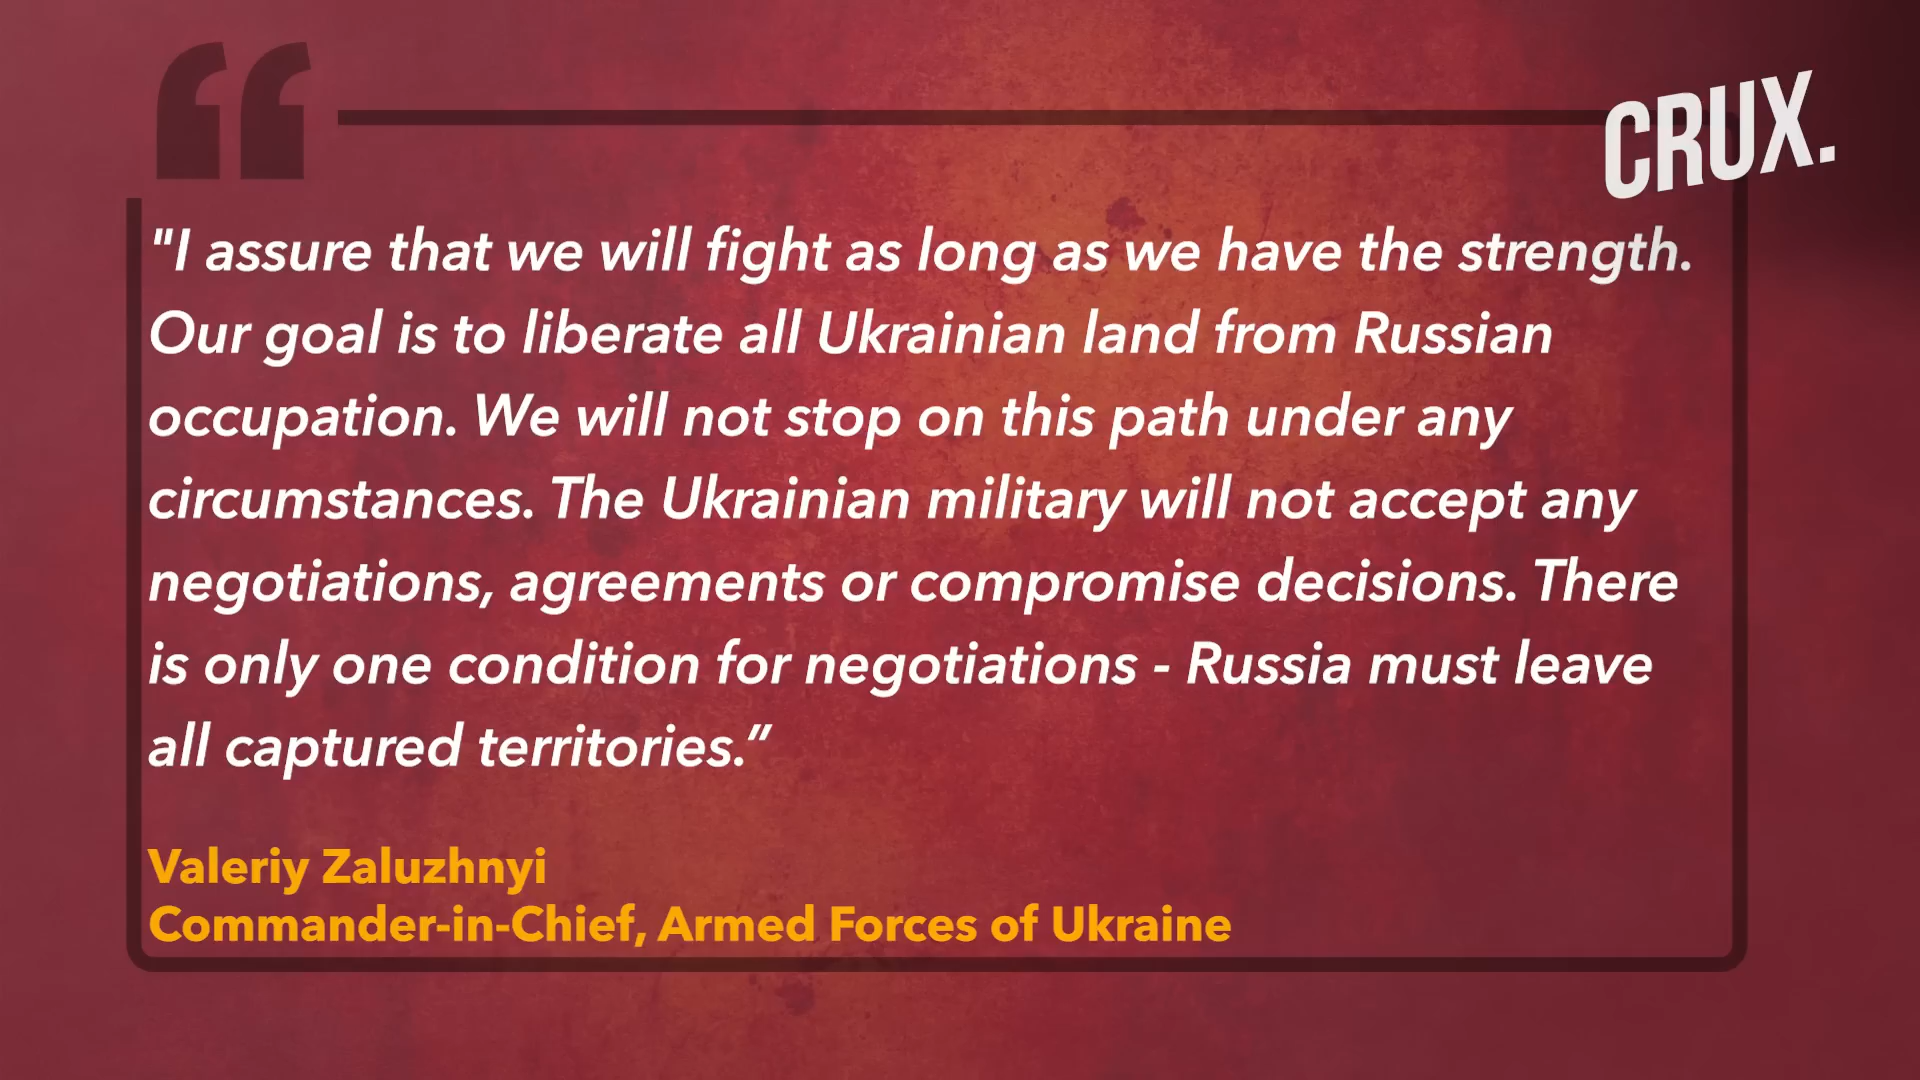 CRUX.
"I assure that we will fight as long as we have the strength.
Our goal is to liberate all Ukrainian land from Russian
occupation. We will not stop on this path under any
circumstances. The Ukrainian military will not accept any
negotiations, agreements or compromise decisions. There
is only one condition for negotiations - Russia must leave
all captured territories.”
Valeriy Zaluzhnyi
Commander-in-Chief, Armed Forces of Ukraine